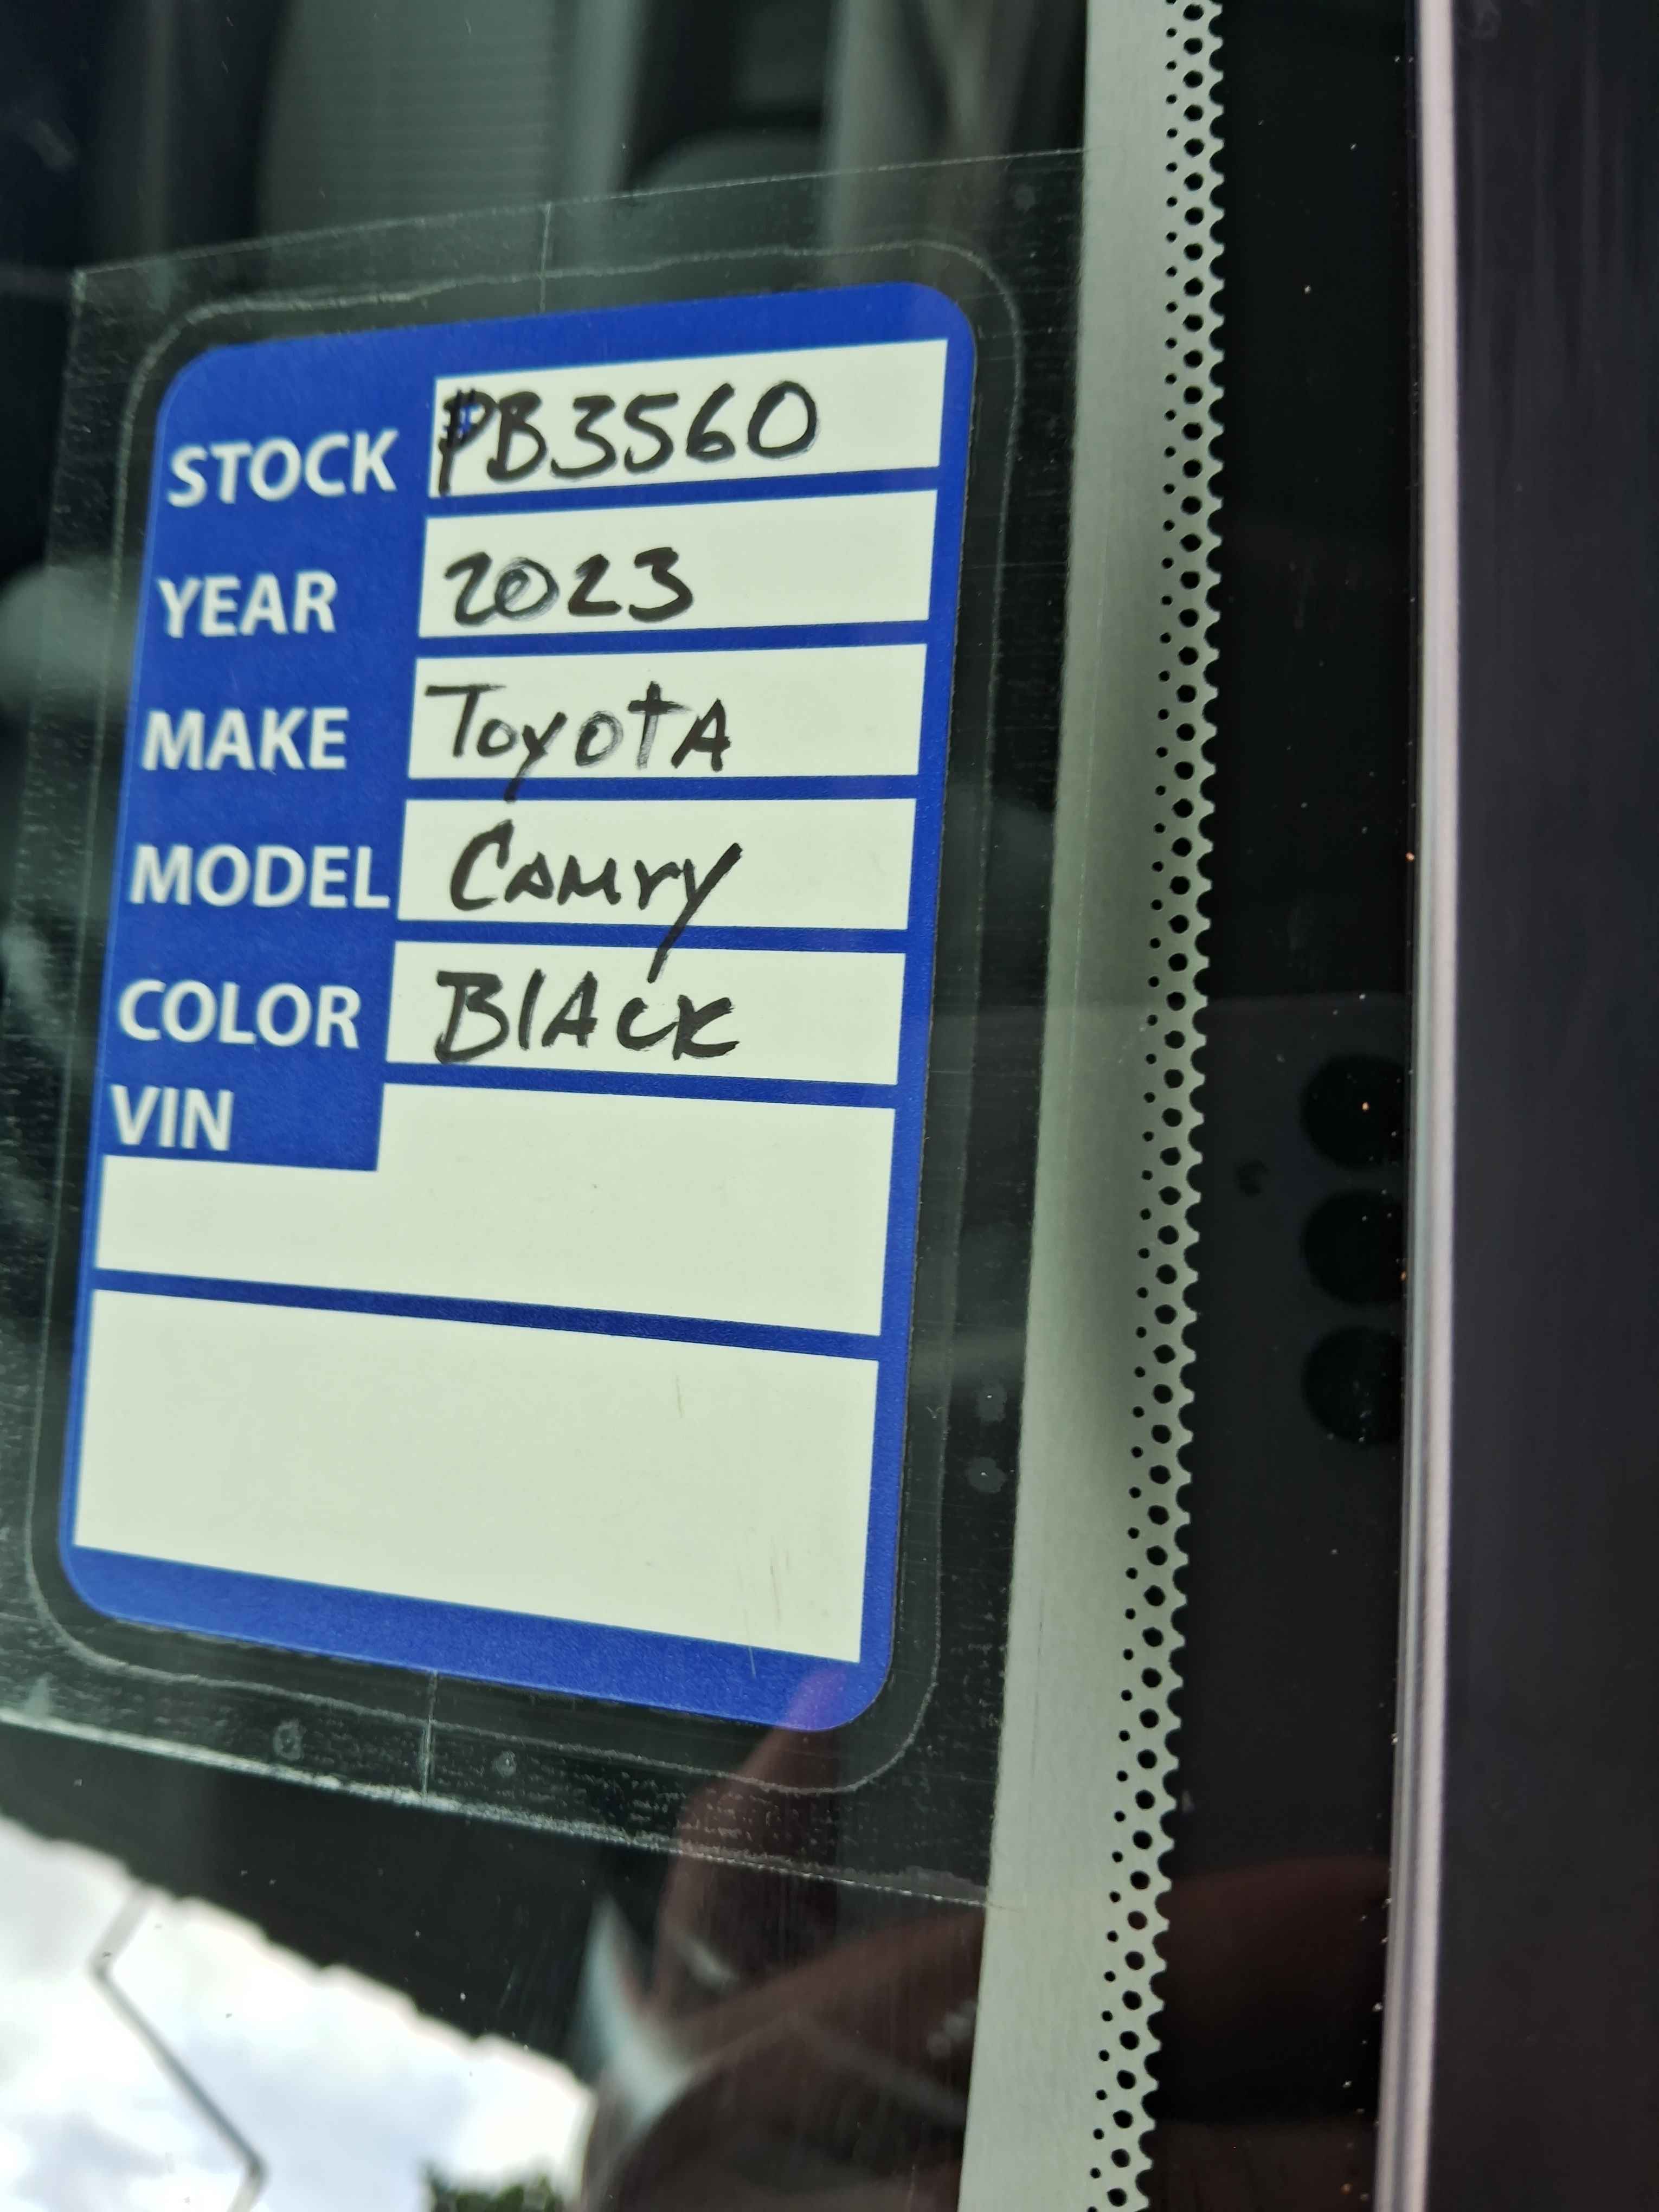 STOCK PB3560
YEAR 2023
MAKE ToyotA
MODEL Camry
COLOR BlAck
VIN